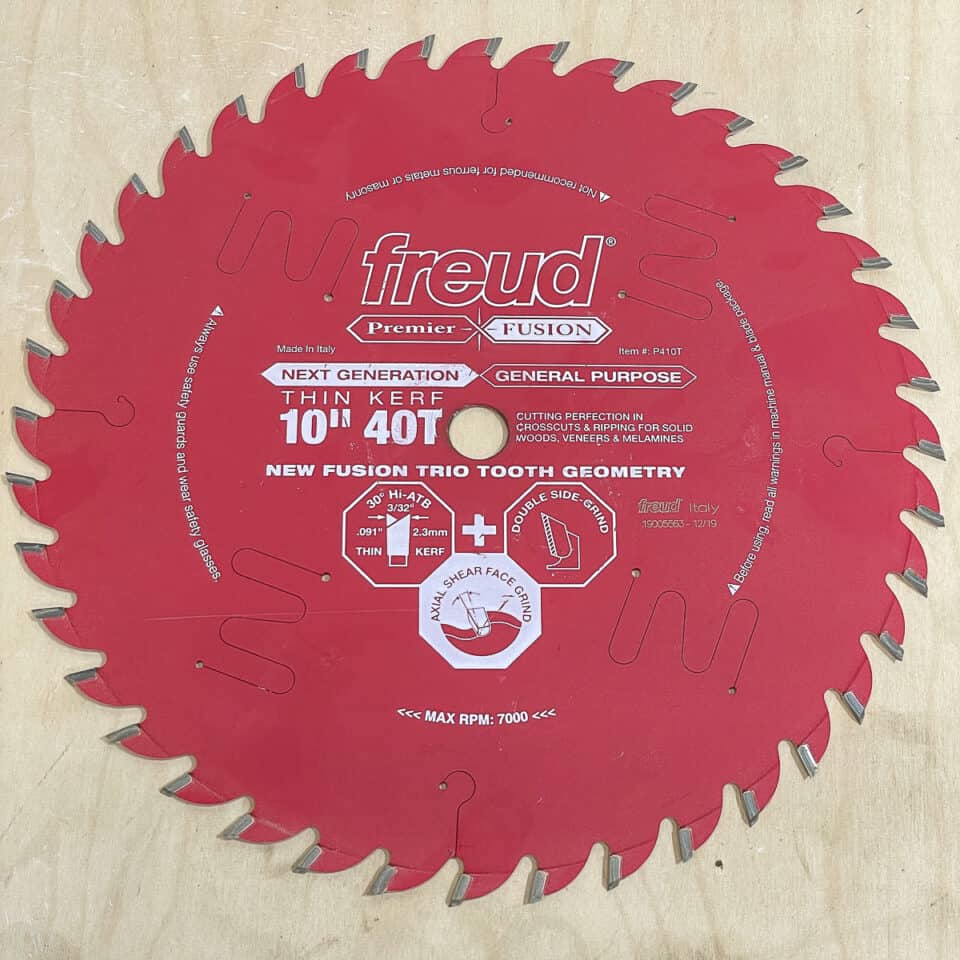 ⚠Not recommended for ferrous metals or masonry
freud®
Premier FUSION
Made In Italy
Item #: P410T
NEXT GENERATION GENERAL PURPOSE
THIN KERF
10" 40T
CUTTING PERFECTION IN
CROSSCUTS & RIPPING FOR SOLID
WOODS, VENEERS & MELAMINES
NEW FUSION TRIO TOOTH GEOMETRY
30° Hi-ATB
3/32"
.091" 2.3mm
THIN KERF
+
DOUBLE SIDE-GRIND
AXIAL SHEAR FACE GRIND
freud Italy
19005663 - 12/19
⚠Always use safety guards and wear safety glasses.
⚠Before using, read all warnings in machine manual & blade package.
<<< MAX RPM: 7000 <<<